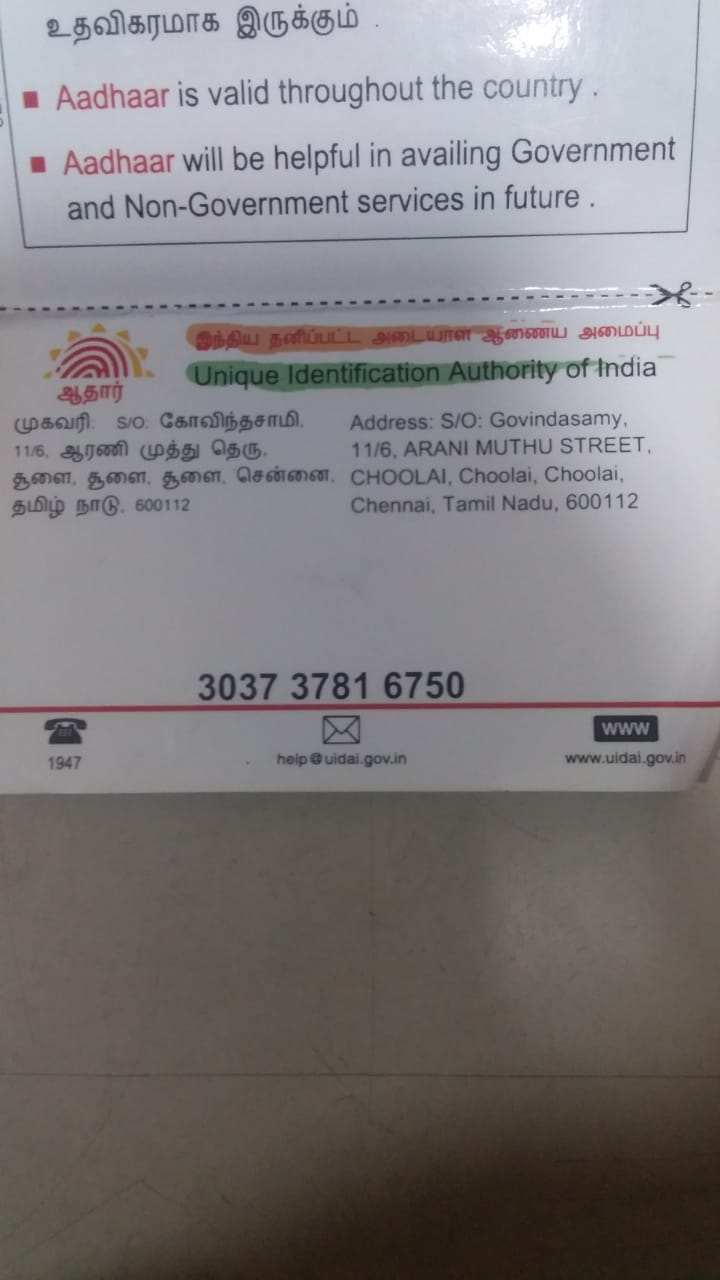 உதவிகரமாக இருக்கும் .
■ Aadhaar is valid throughout the country .
■ Aadhaar will be helpful in availing Government
and Non-Government services in future .
ஆதார்
இந்திய தனிப்பட்ட அடையாள ஆணைய அமைப்பு
Unique Identification Authority of India
முகவரி: S/O: கோவிந்தசாமி,
11/6, ஆரணி முத்து தெரு,
சூளை, சூளை, சூளை, சென்னை,
தமிழ் நாடு, 600112
Address: S/O: Govindasamy,
11/6, ARANI MUTHU STREET,
CHOOLAI, Choolai, Choolai,
Chennai, Tamil Nadu, 600112
3037 3781 6750
1947
help@uidai.gov.in
www
www.uidai.gov.in